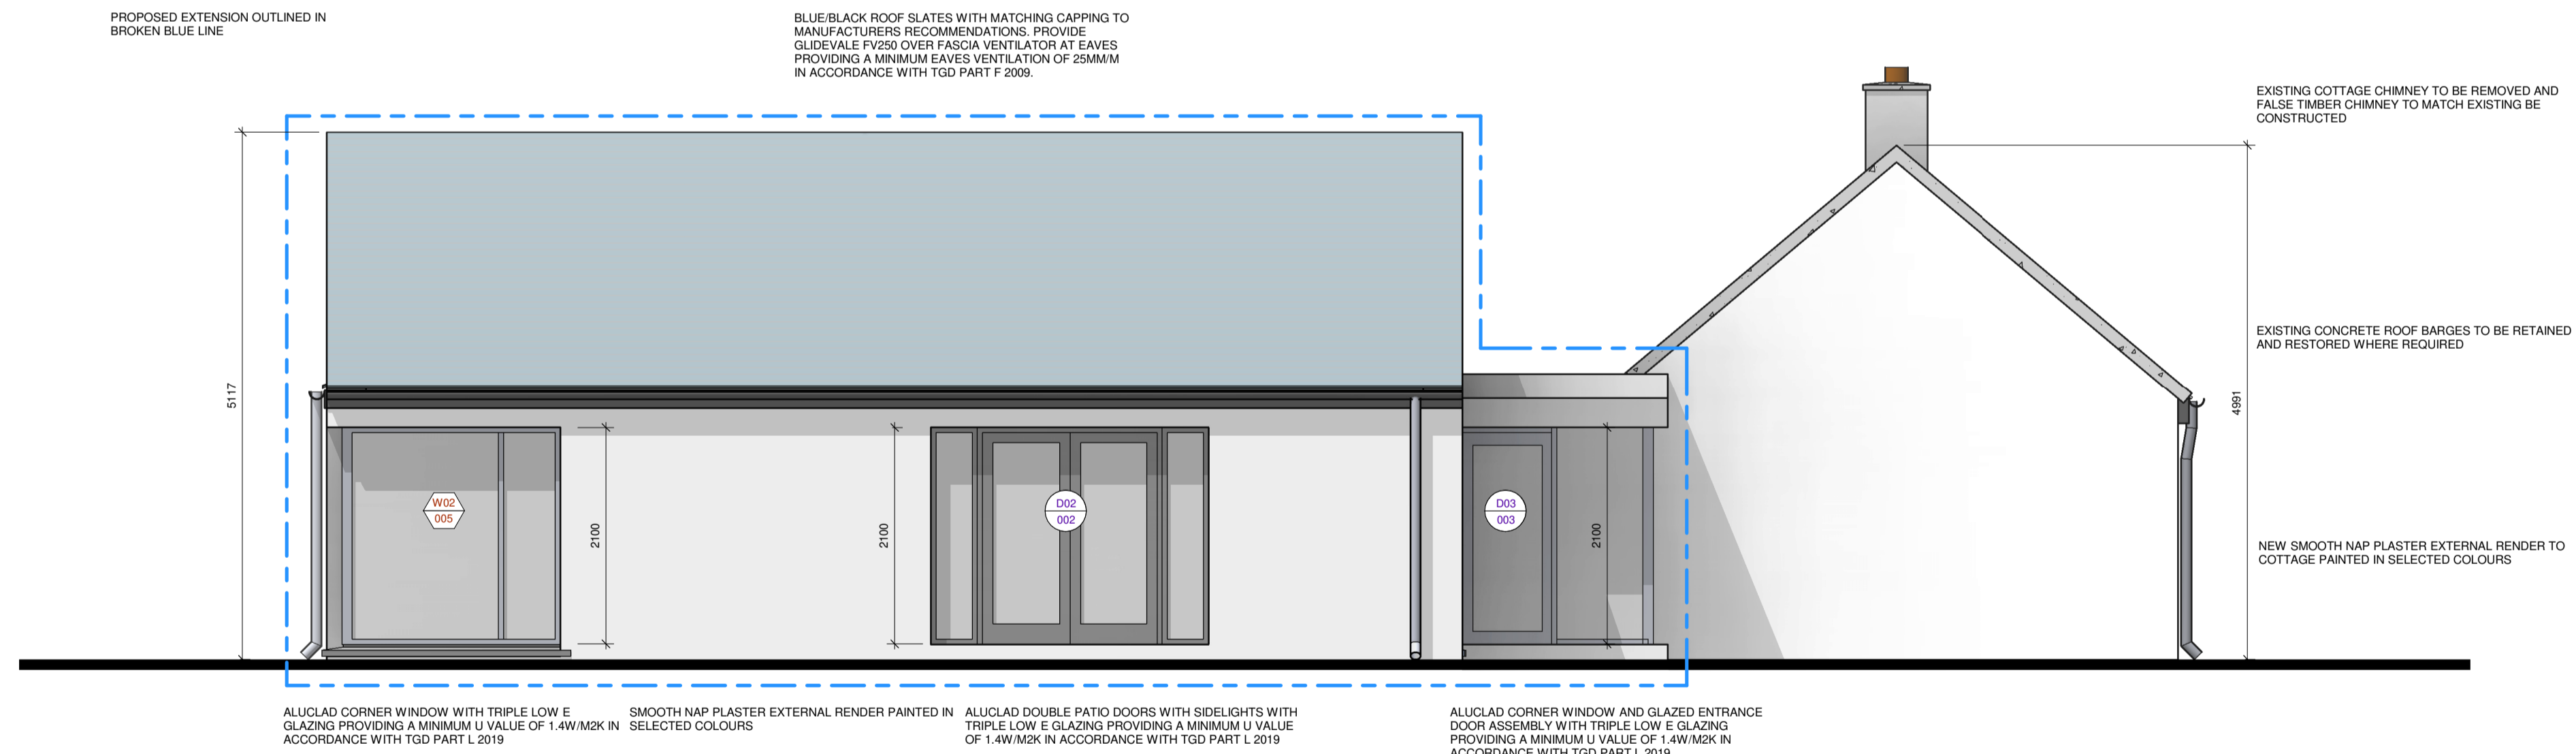 PROPOSED EXTENSION OUTLINED IN
BROKEN BLUE LINE
BLUE/BLACK ROOF SLATES WITH MATCHING CAPPING TO
MANUFACTURERS RECOMMENDATIONS. PROVIDE
GLIDEVALE FV250 OVER FASCIA VENTILATOR AT EAVES
PROVIDING A MINIMUM EAVES VENTILATION OF 25MM/M
IN ACCORDANCE WITH TGD PART F 2009.
EXISTING COTTAGE CHIMNEY TO BE REMOVED AND
FALSE TIMBER CHIMNEY TO MATCH EXISTING BE
CONSTRUCTED
EXISTING CONCRETE ROOF BARGES TO BE RETAINED
AND RESTORED WHERE REQUIRED
5117
4991
W02
005
2100
2100
D02
002
D03
003
2100
NEW SMOOTH NAP PLASTER EXTERNAL RENDER TO
COTTAGE PAINTED IN SELECTED COLOURS
ALUCLAD CORNER WINDOW WITH TRIPLE LOW E
GLAZING PROVIDING A MINIMUM U VALUE OF 1.4W/M2K IN
ACCORDANCE WITH TGD PART L 2019
SMOOTH NAP PLASTER EXTERNAL RENDER PAINTED IN
SELECTED COLOURS
ALUCLAD DOUBLE PATIO DOORS WITH SIDELIGHTS WITH
TRIPLE LOW E GLAZING PROVIDING A MINIMUM U VALUE
OF 1.4W/M2K IN ACCORDANCE WITH TGD PART L 2019
ALUCLAD CORNER WINDOW AND GLAZED ENTRANCE
DOOR ASSEMBLY WITH TRIPLE LOW E GLAZING
PROVIDING A MINIMUM U VALUE OF 1.4W/M2K IN
ACCORDANCE WITH TGD PART L 2019